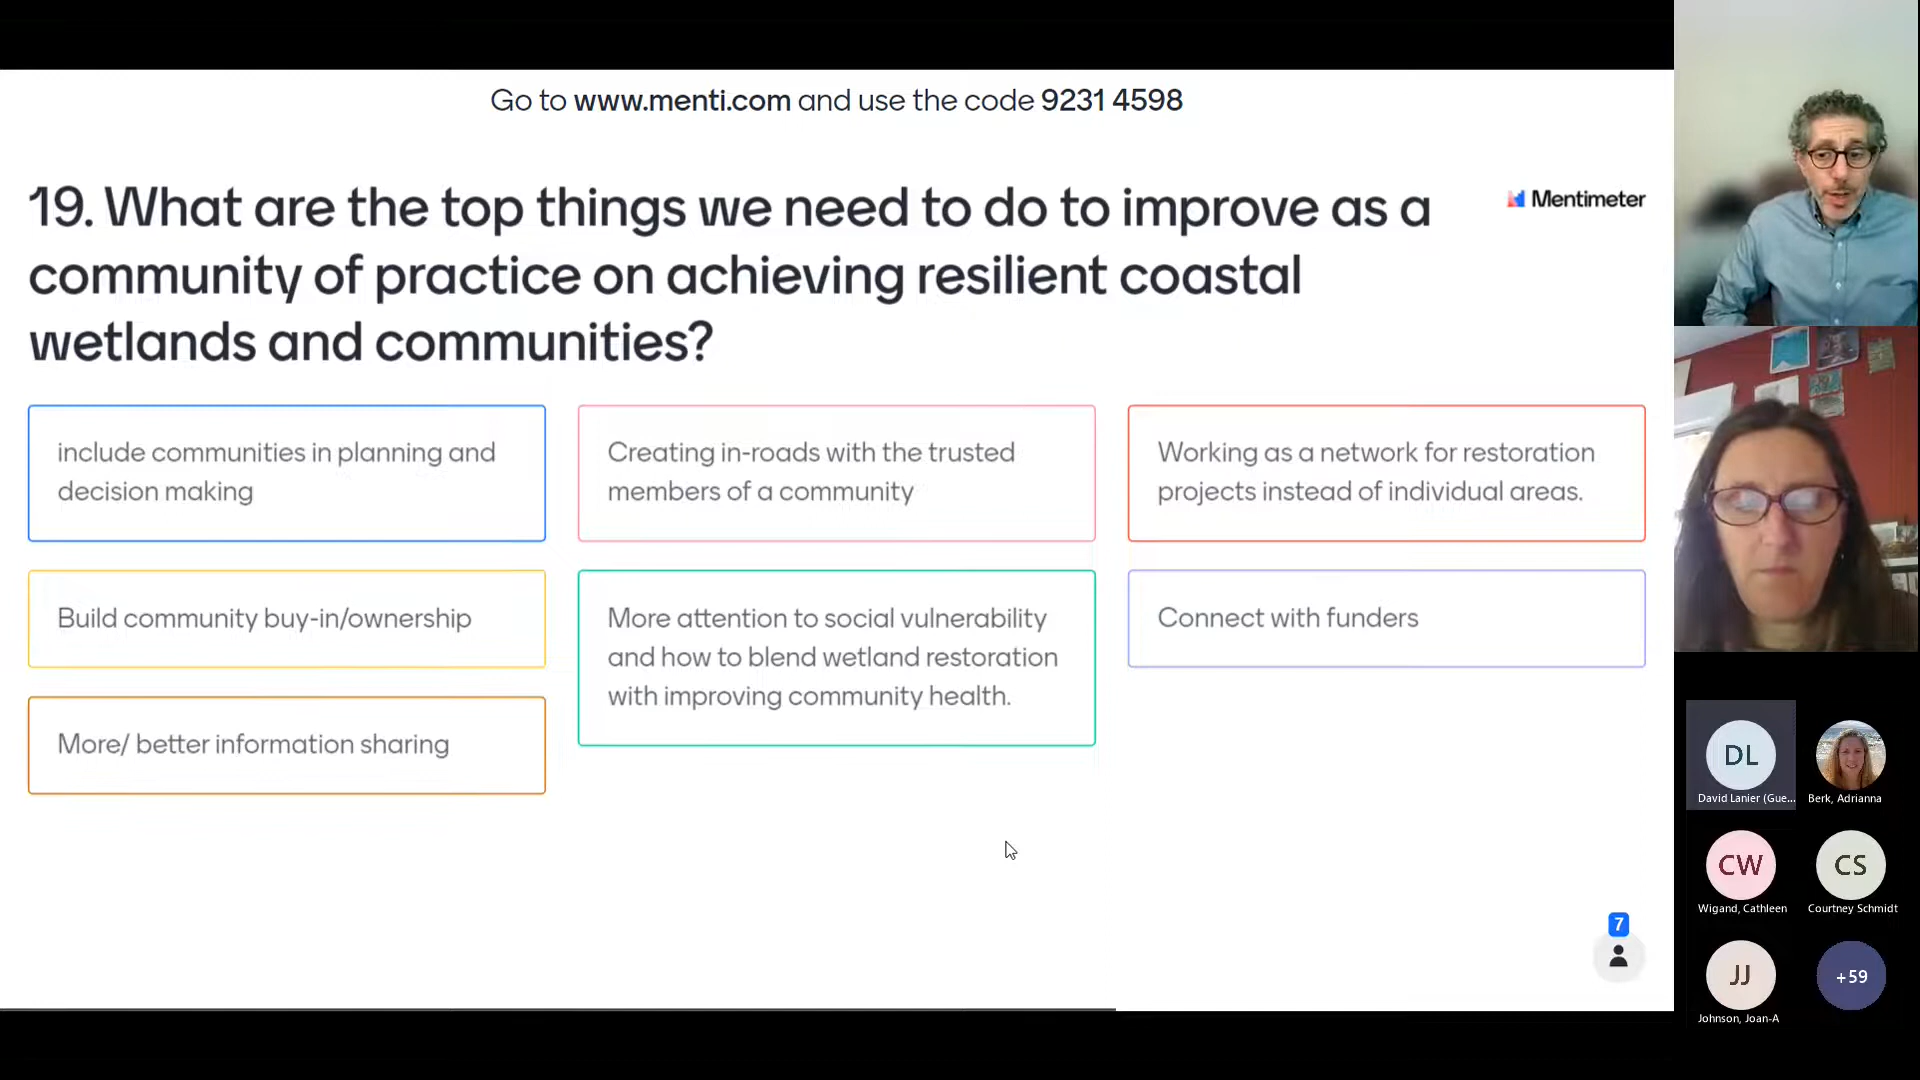 Go to www.menti.com and use the code 9231 4598
19. What are the top things we need to do to improve as a
community of practice on achieving resilient coastal
wetlands and communities?
Mentimeter
include communities in planning and
decision making
Creating in-roads with the trusted
members of a community
Working as a network for restoration
projects instead of individual areas.
Build community buy-in/ownership
More attention to social vulnerability
and how to blend wetland restoration
with improving community health.
Connect with funders
More/ better information sharing
7
DL
David Lanier (Gue...
Berk, Adrianna
CW
Wigand, Cathleen
CS
Courtney Schmidt
JJ
Johnson, Joan-A
+59